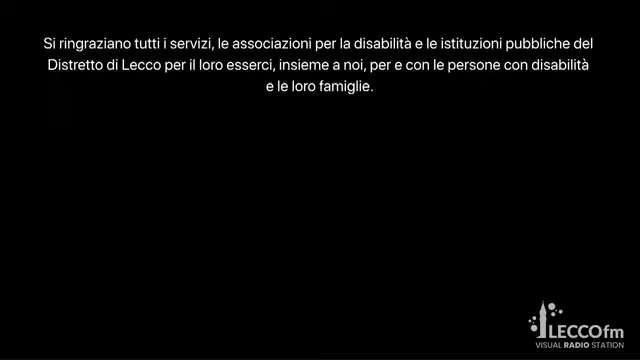 Si ringraziano tutti i servizi, le associazioni per la disabilità e le istituzioni pubbliche del
Distretto di Lecco per il loro esserci, insieme a noi, per e con le persone con disabilità
e le loro famiglie.
LECCOfm
VISUAL RADIO STATION